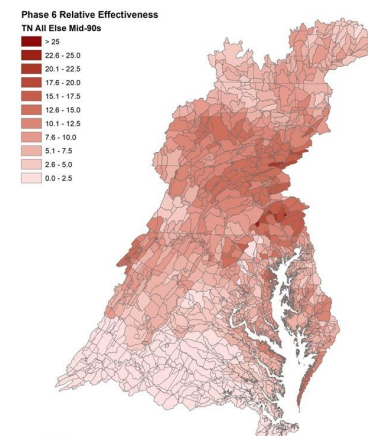 Phase 6 Relative Effectiveness
TN All Else Mid-90s
> 25
22.6 - 25.0
20.1 - 22.5
17.6 - 20.0
15.1 - 17.5
12.6 - 15.0
10.1 - 12.5
7.6 - 10.0
5.1 - 7.5
2.6 - 5.0
0.0 - 2.5